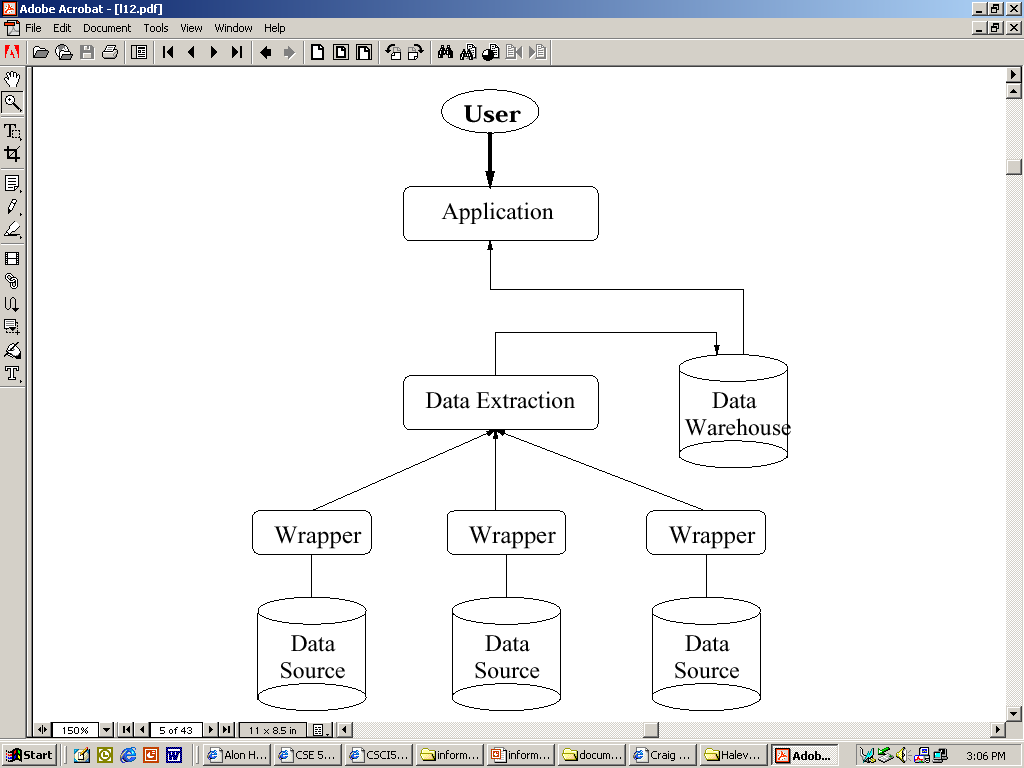 Adobe Acrobat - [l12.pdf]
File Edit Document Tools View Window Help
User
Application
Data Extraction
Data
Warehouse
Wrapper Wrapper Wrapper
Data Data Data
Source Source Source
150% 5 of 43 11 x 8.5 in
Start Alon H... CSE 5... CSCI5... inform... inform... docum... Craig ... Halev... Adob... 3:06 PM